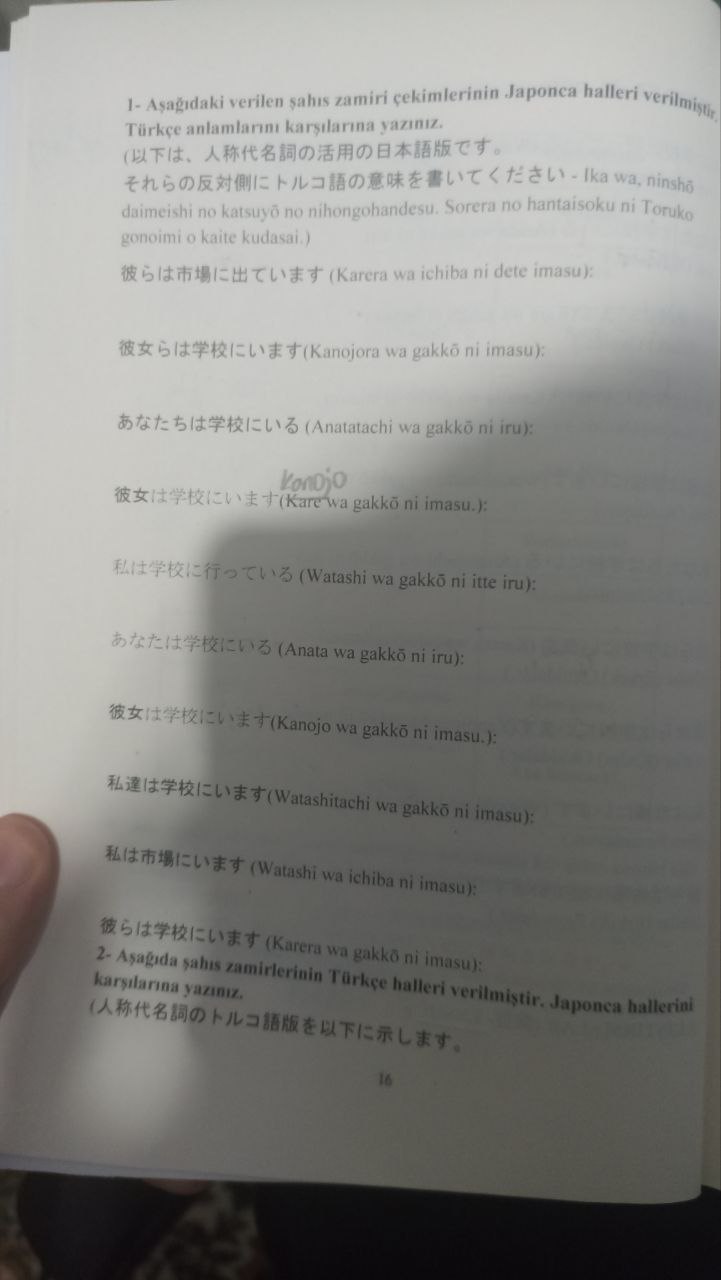 1- Aşağıdaki verilen şahıs zamiri çekimlerinin Japonca halleri verilmiştir.
Türkçe anlamlarını karşılarına yazınız.
(以下は、人称代名詞の活用の日本語版です。
それらの反対側にトルコ語の意味を書いてください - Ika wa, ninshō
daimeishi no katsuyō no nihongohandesu. Sorera no hantaisoku ni Toruko
gonoimi o kaite kudasai.)
彼らは市場に出ています (Karera wa ichiba ni dete imasu):
彼女らは学校にいます(Kanojora wa gakkō ni imasu):
あなたちは学校にいる (Anatatachi wa gakkō ni iru):
Kanojo
彼女は学校にいます(Kare wa gakkō ni imasu.):
私は学校に行っている (Watashi wa gakkō ni itte iru):
あなたは学校にいる (Anata wa gakkō ni iru):
彼女は学校にいます(Kanojo wa gakkō ni imasu.):
私達は学校にいます(Watashitachi wa gakkō ni imasu):
私は市場にいます (Watashi wa ichiba ni imasu):
彼らは学校にいます (Karera wa gakkō ni imasu):
2- Aşağıda şahıs zamirlerinin Türkçe halleri verilmiştir. Japonca hallerini
karşılarına yazınız.
(人称代名詞のトルコ語版を以下に示します。
16